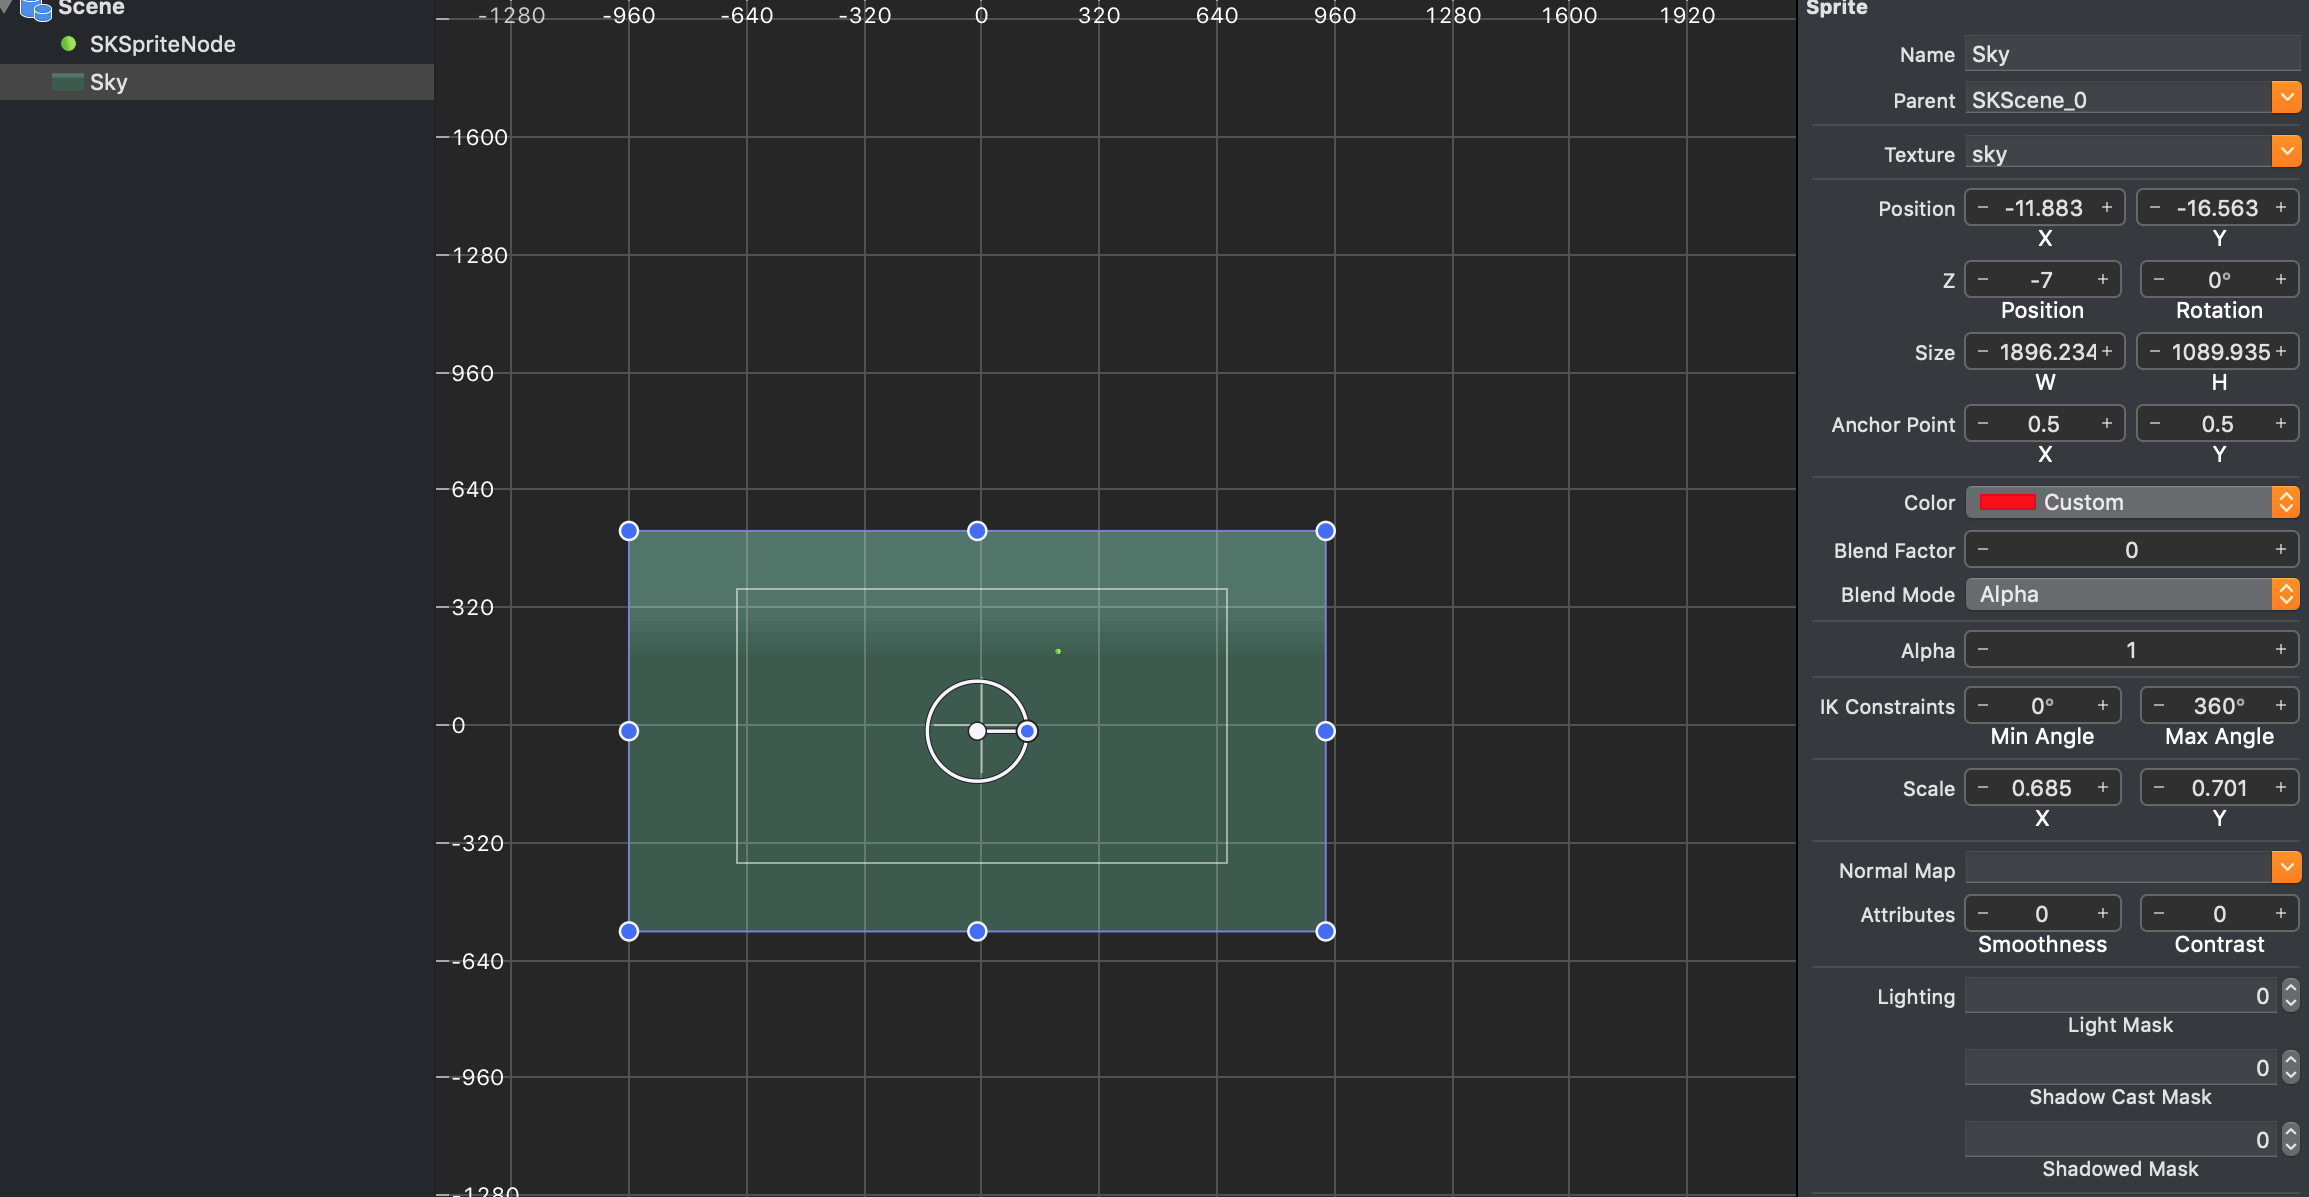 Scene
SKSpriteNode
Sky
-1280 -960 -640 -320 0 320 640 960 1280 1600 1920
1600
1280
960
640
320
0
-320
-640
-960
-1280
Sprite
Name Sky
Parent SKScene_0
Texture sky
Position − -11.883 + − -16.563 +
X Y
Z − -7 + − 0° +
Position Rotation
Size − 1896.234 + − 1089.935 +
W H
Anchor Point − 0.5 + − 0.5 +
X Y
Color Custom
Blend Factor − 0 +
Blend Mode Alpha
Alpha − 1 +
IK Constraints − 0° + − 360° +
Min Angle Max Angle
Scale − 0.685 + − 0.701 +
X Y
Normal Map
Attributes − 0 + − 0 +
Smoothness Contrast
Lighting 0
Light Mask
0
Shadow Cast Mask
0
Shadowed Mask